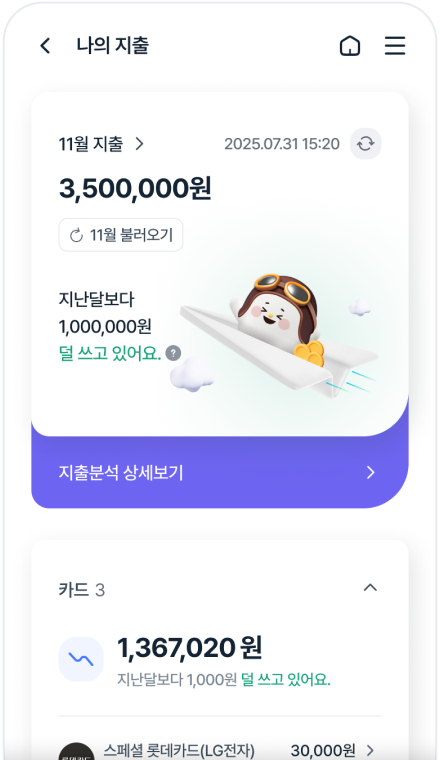 나의 지출
11월 지출
2025.07.31 15:20
3,500,000원
11월 불러오기
지난달보다
1,000,000원
덜 쓰고 있어요. ?
지출분석 상세보기
카드 3
1,367,020 원
지난달보다 1,000원 덜 쓰고 있어요.
스페셜 롯데카드(LG전자) 30,000원
롯데카드